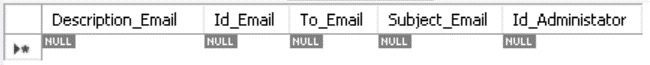 Description_Email Id_Email To_Email Subject_Email Id_Administator
NULL NULL NULL NULL NULL